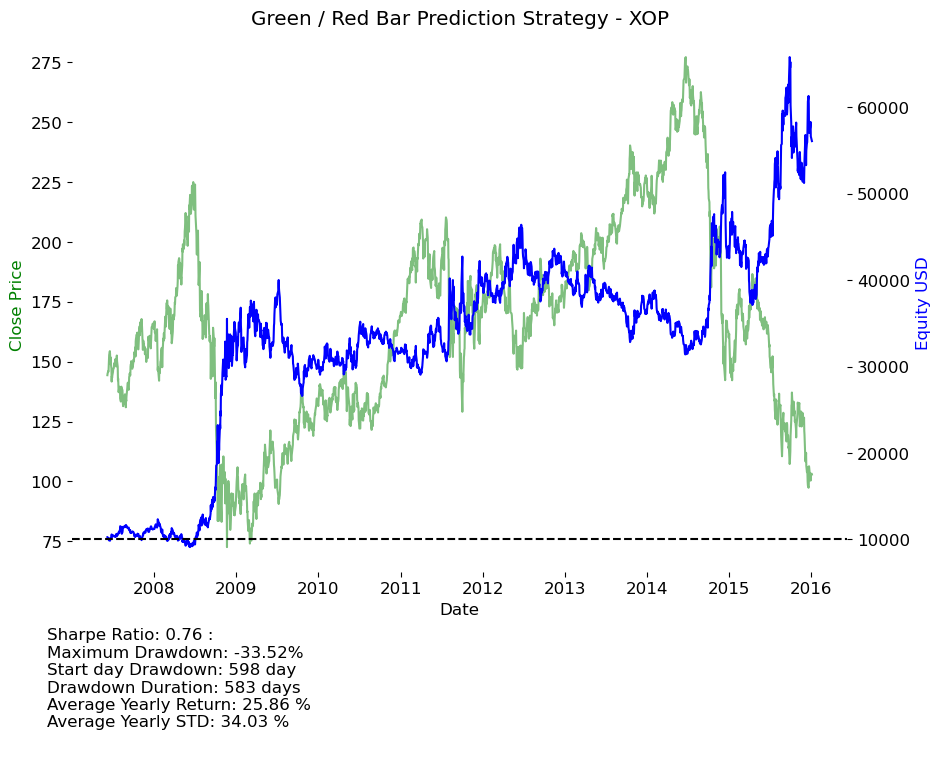 Green / Red Bar Prediction Strategy - XOP
275
250
225
200
175
150
125
100
75
Close Price
60000
50000
40000
30000
20000
10000
Equity USD
2008 2009 2010 2011 2012 2013 2014 2015 2016
Date
Sharpe Ratio: 0.76 :
Maximum Drawdown: -33.52%
Start day Drawdown: 598 day
Drawdown Duration: 583 days
Average Yearly Return: 25.86 %
Average Yearly STD: 34.03 %